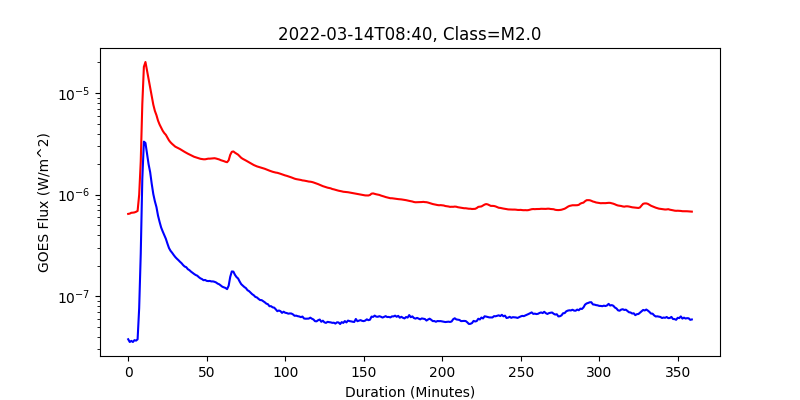 2022-03-14T08:40, Class=M2.0
GOES Flux (W/m^2)
10⁻⁵
10⁻⁶
10⁻⁷
0 50 100 150 200 250 300 350
Duration (Minutes)